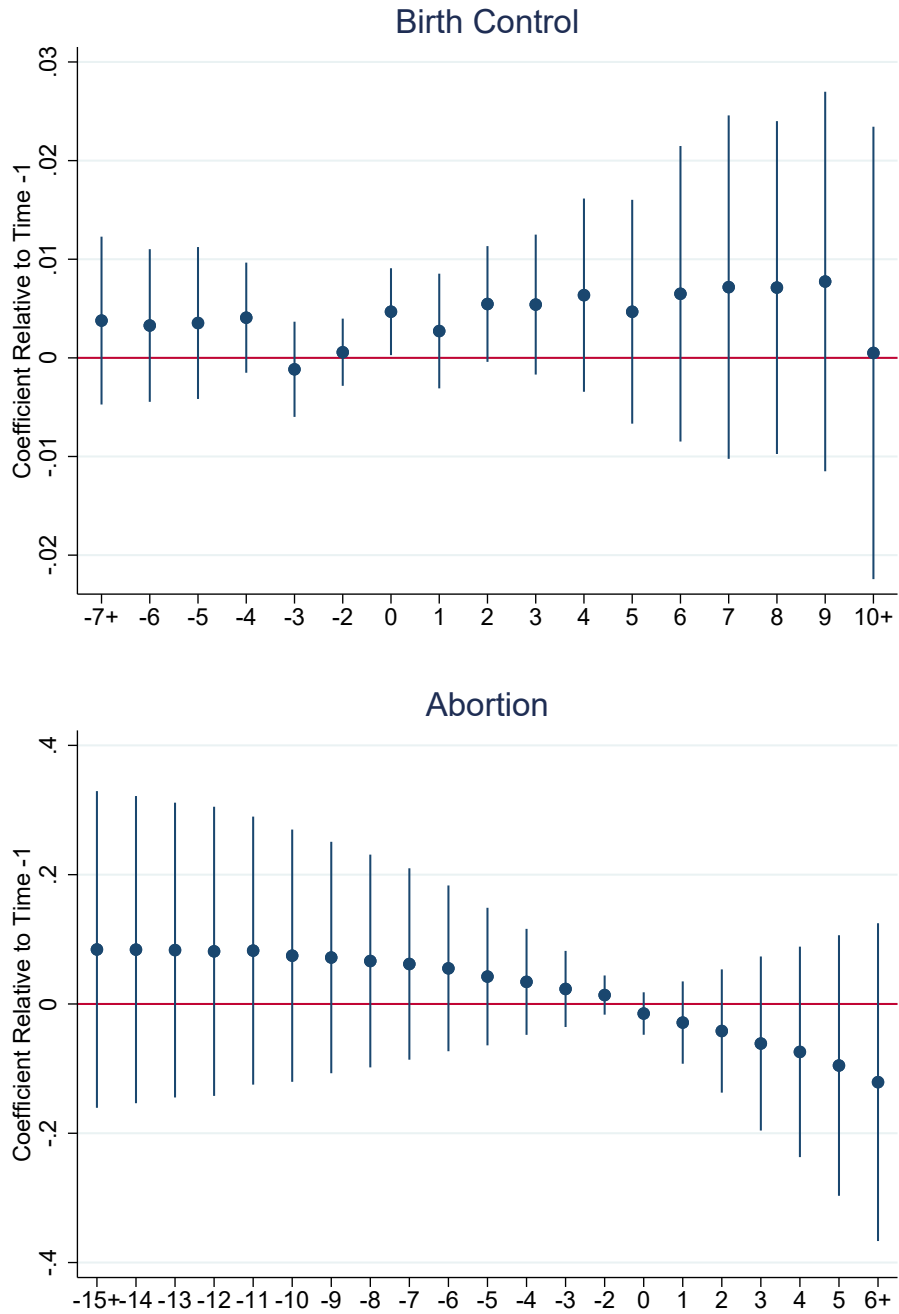 Birth Control
Coefficient Relative to Time -1
.03
.02
.01
0
-.01
-.02
-7+ -6 -5 -4 -3 -2 0 1 2 3 4 5 6 7 8 9 10+
Abortion
Coefficient Relative to Time -1
.4
.2
0
-.2
-.4
-15+ -14 -13 -12 -11 -10 -9 -8 -7 -6 -5 -4 -3 -2 0 1 2 3 4 5 6+